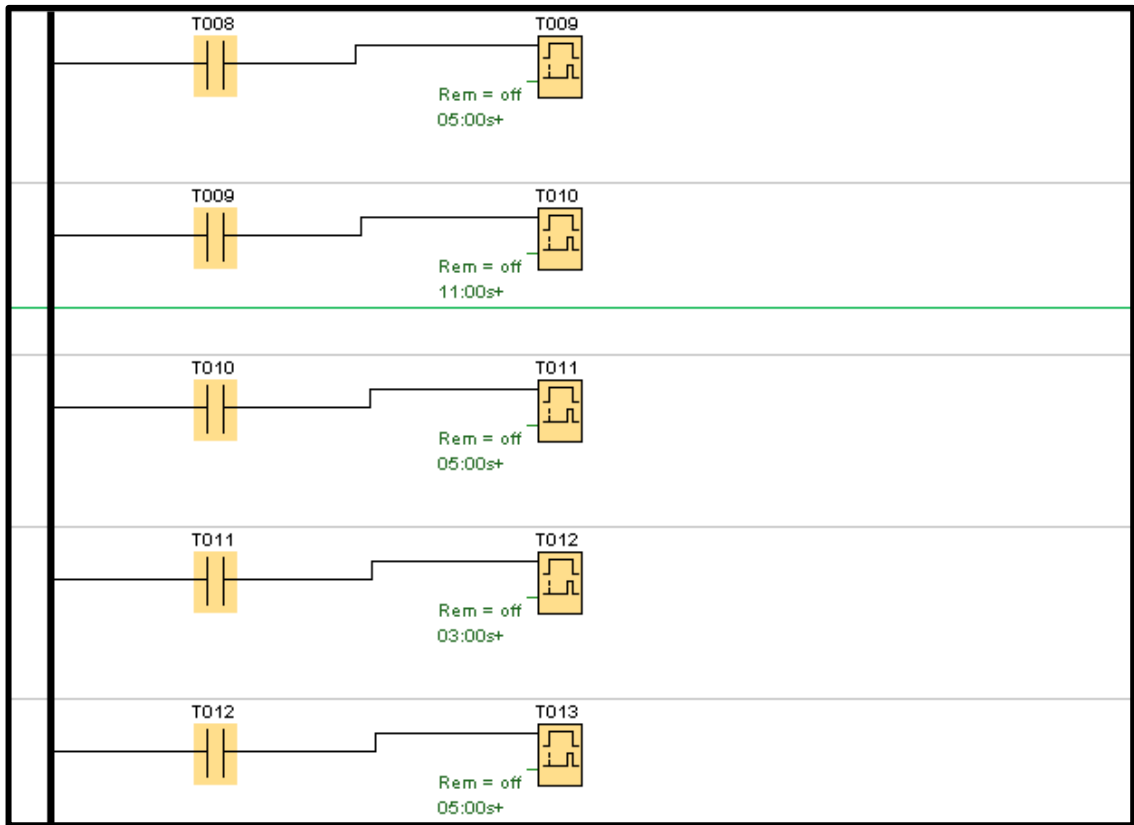 T008 T009
Rem = off
05:00s+
T009 T010
Rem = off
11:00s+
T010 T011
Rem = off
05:00s+
T011 T012
Rem = off
03:00s+
T012 T013
Rem = off
05:00s+